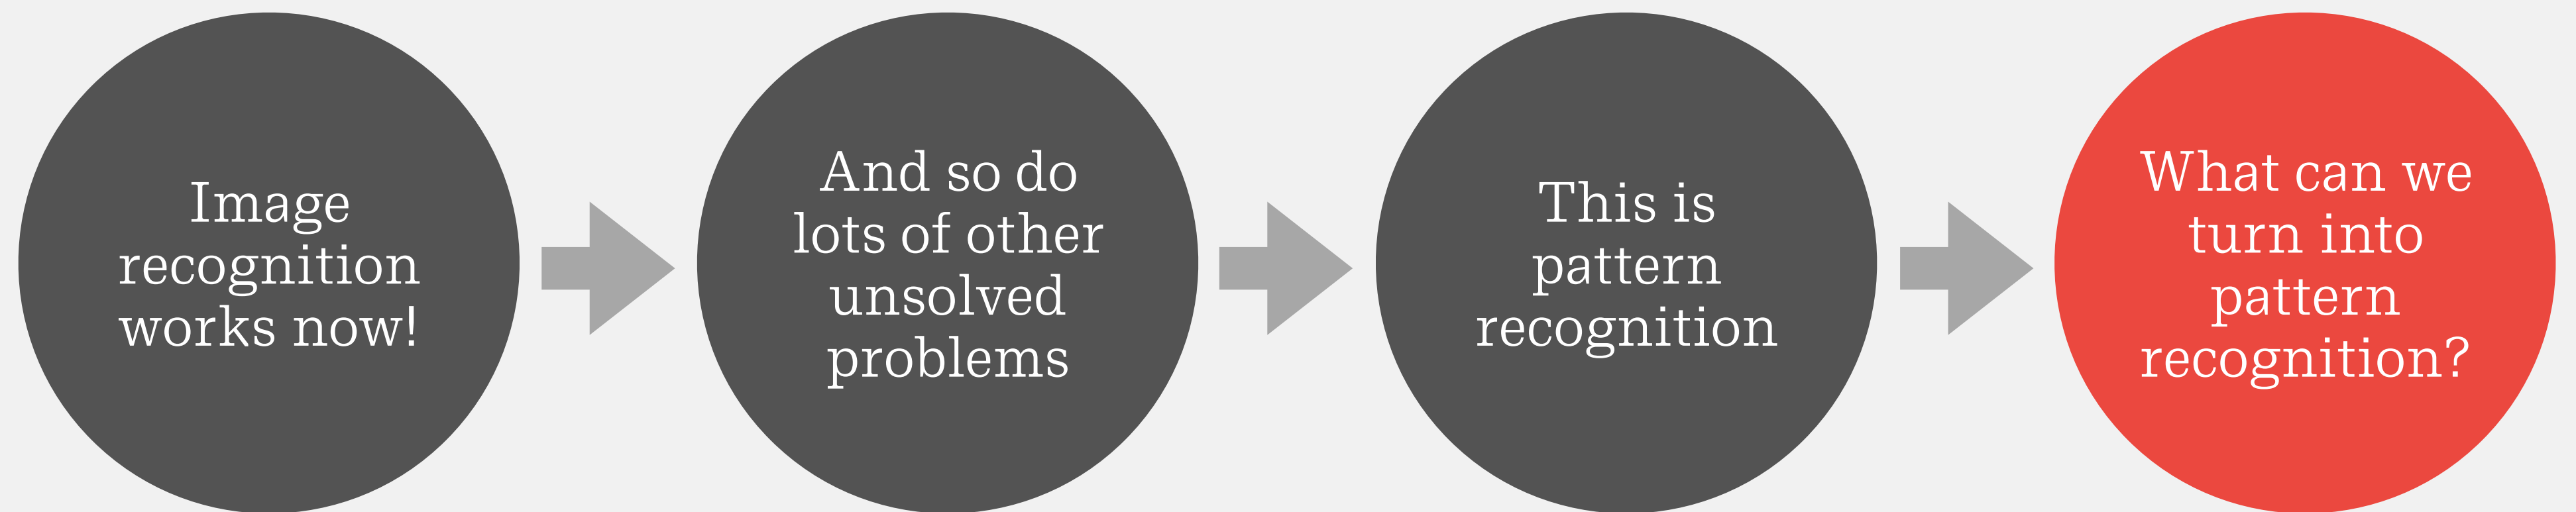 Image
recognition
works now!
And so do
lots of other
unsolved
problems
This is
pattern
recognition
What can we
turn into
pattern
recognition?